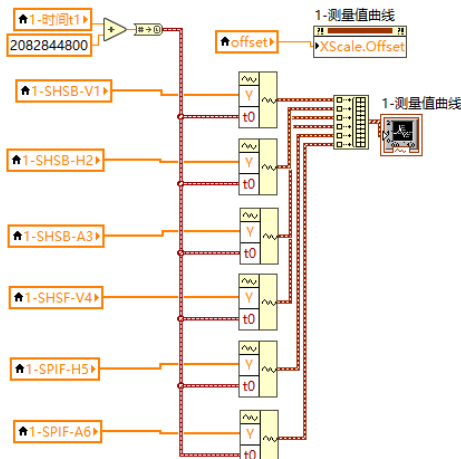 1-时间t1
2082844800
1-测量值曲线
offset
XScale.Offset
1-SHSB-V1
Y
t0
1-测量值曲线
1-SHSB-H2
Y
t0
1-SHSB-A3
Y
t0
1-SHSF-V4
Y
t0
1-SPIF-H5
Y
t0
1-SPIF-A6
Y
t0